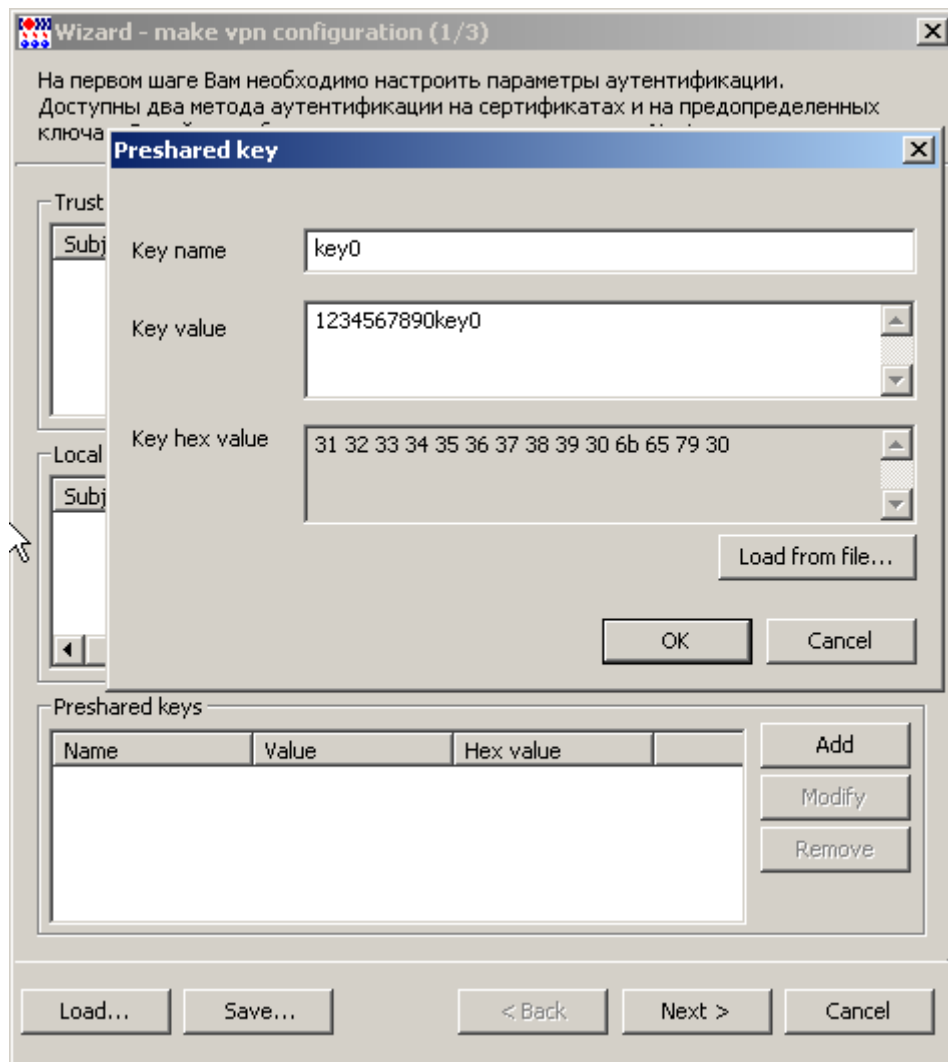 Wizard - make vpn configuration (1/3)
На первом шаге Вам необходимо настроить параметры аутентификации.
Доступны два метода аутентификации на сертификатах и на предопределенных
ключа
Preshared key
Trust
Subj
Key name
key0
Key value
1234567890key0
Key hex value
31 32 33 34 35 36 37 38 39 30 6b 65 79 30
Local
Subj
Load from file...
OK Cancel
Preshared keys
Name Value Hex value
Add
Modify
Remove
Load... Save... < Back Next > Cancel